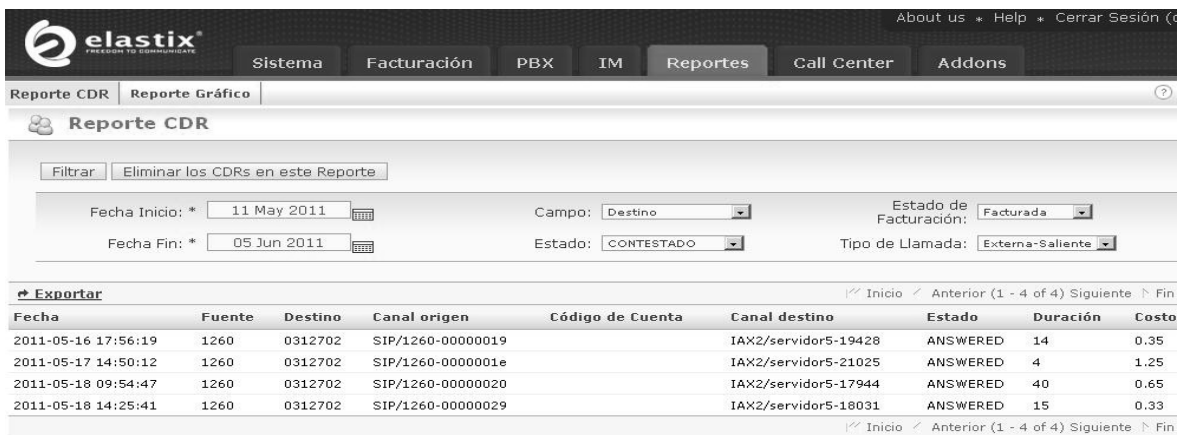 About us * Help * Cerrar Sesión (
elastix
FREEDOM TO COMMUNICATE
Sistema Facturación PBX IM Reportes Call Center Addons
Reporte CDR Reporte Gráfico ?
Reporte CDR
Filtrar Eliminar los CDRs en este Reporte
Fecha Inicio: * 11 May 2011 Campo: Destino Estado de Facturación: Facturada
Fecha Fin: * 05 Jun 2011 Estado: CONTESTADO Tipo de Llamada: Externa-Saliente
Exportar Inicio Anterior (1 - 4 of 4) Siguiente Fin
Fecha Fuente Destino Canal origen Código de Cuenta Canal destino Estado Duración Costo
2011-05-16 17:56:19 1260 0312702 SIP/1260-00000019 IAX2/servidor5-19428 ANSWERED 14 0.35
2011-05-17 14:50:12 1260 0312702 SIP/1260-0000001e IAX2/servidor5-21025 ANSWERED 4 1.25
2011-05-18 09:54:47 1260 0312702 SIP/1260-00000020 IAX2/servidor5-17944 ANSWERED 40 0.65
2011-05-18 14:25:41 1260 0312702 SIP/1260-00000029 IAX2/servidor5-18031 ANSWERED 15 0.33
Inicio Anterior (1 - 4 of 4) Siguiente Fin